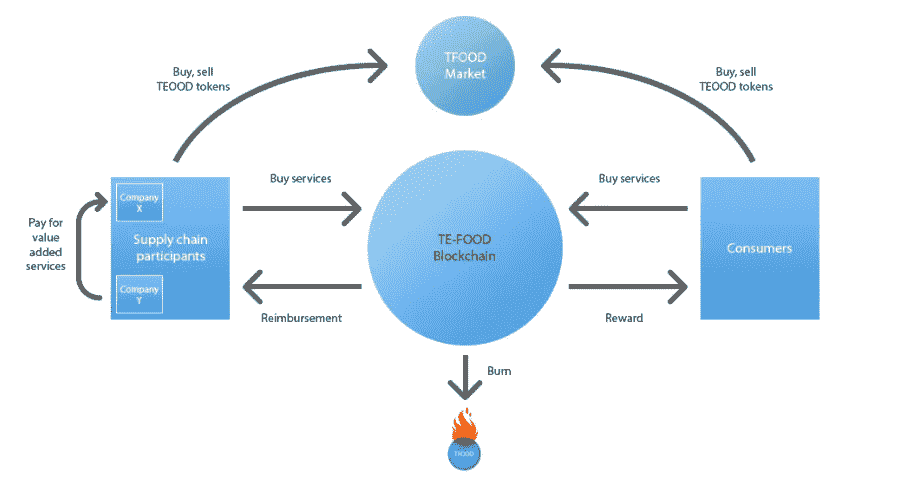 TFOOD
Market
Buy, sell
TEOOD tokens
Buy, sell
TEOOD tokens
Company
X
Supply chain
participants
Company
Y
Pay for
value
added
services
Buy services
Reimbursement
TE-FOOD
Blockchain
Buy services
Reward
Consumers
Burn
TFOOD